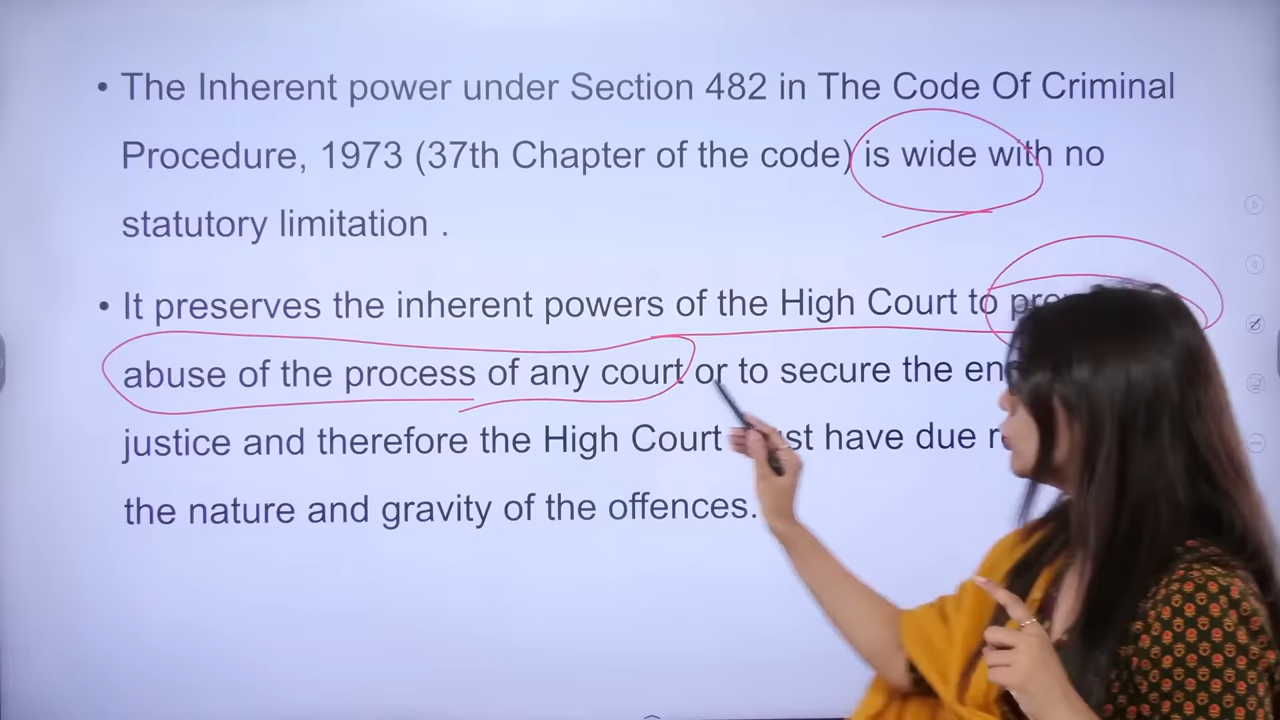 • The Inherent power under Section 482 in The Code Of Criminal
Procedure, 1973 (37th Chapter of the code) is wide with no
statutory limitation .
• It preserves the inherent powers of the High Court to
abuse of the process of any court or to secure the
justice and therefore the High Court have due
the nature and gravity of the offences.